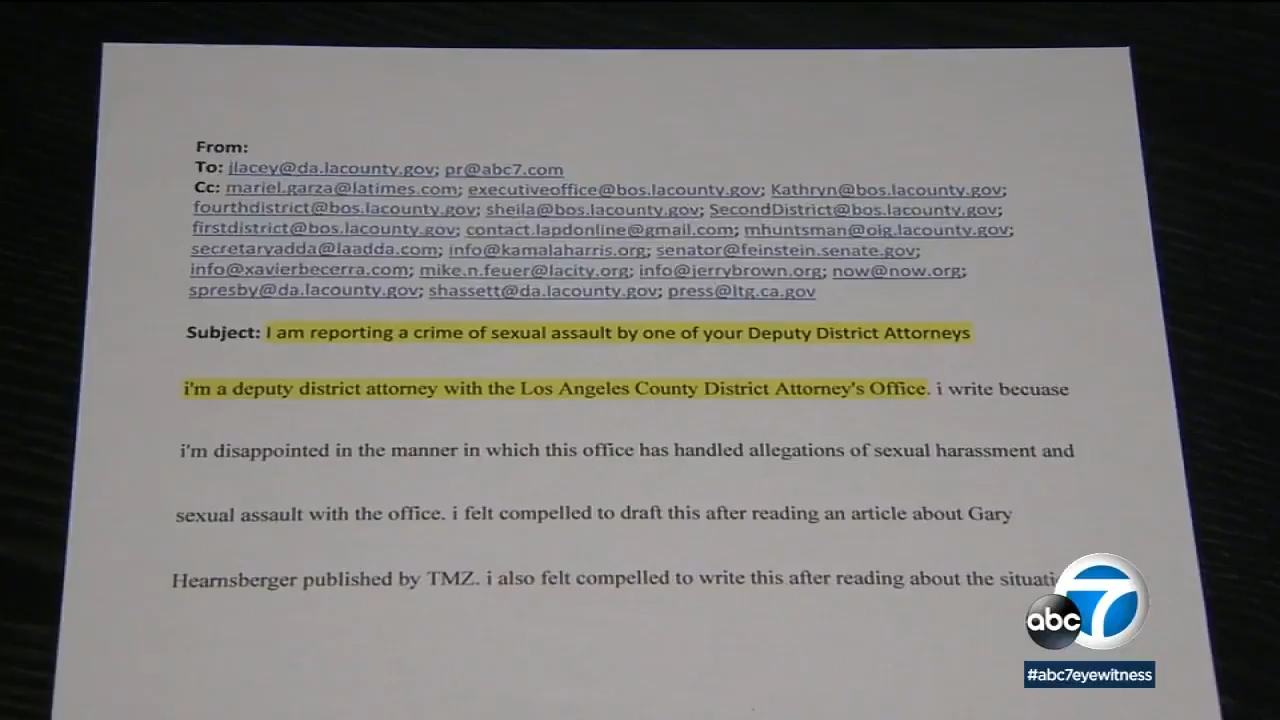 From:
To: jlacey@da.lacounty.gov; pr@abc7.com
Cc: mariel.garza@latimes.com; executiveoffice@bos.lacounty.gov; Kathryn@bos.lacounty.gov;
fourthdistrict@bos.lacounty.gov; sheila@bos.lacounty.gov; SecondDistrict@bos.lacounty.gov;
firstdistrict@bos.lacounty.gov; contact.lapdonline@gmail.com; mhuntsman@oig.lacounty.gov;
secretaryadda@laadda.com; info@kamalaharris.org; senator@feinstein.senate.gov;
info@xavierbecerra.com; mike.n.feuer@lacity.org; info@jerrybrown.org; now@now.org;
spresby@da.lacounty.gov; shassett@da.lacounty.gov; press@ltg.ca.gov
Subject: I am reporting a crime of sexual assault by one of your Deputy District Attorneys
i'm a deputy district attorney with the Los Angeles County District Attorney's Office. i write becuase
i'm disappointed in the manner in which this office has handled allegations of sexual harassment and
sexual assault with the office. i felt compelled to draft this after reading an article about Gary
Hearnsberger published by TMZ. i also felt compelled to write this after reading about the situati
abc 7
#abc7eyewitness